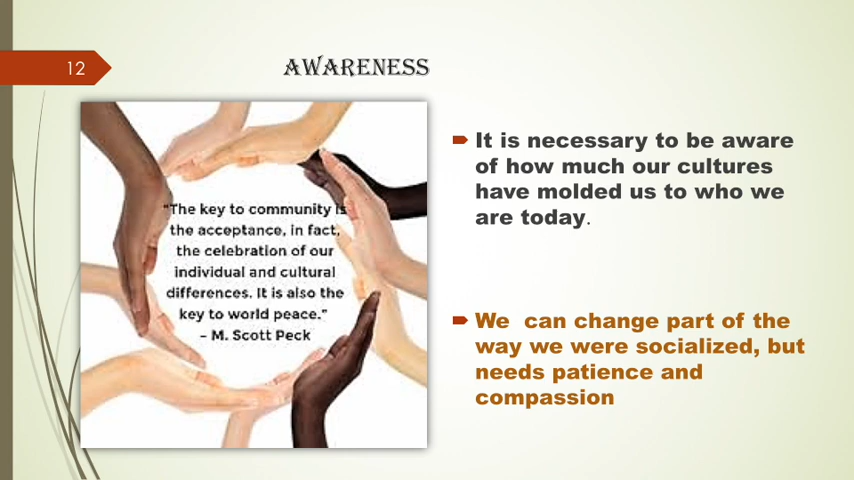 12
AWARENESS
"The key to community is
the acceptance, in fact,
the celebration of our
individual and cultural
differences. It is also the
key to world peace."
– M. Scott Peck
It is necessary to be aware
of how much our cultures
have molded us to who we
are today.
We  can change part of the
way we were socialized, but
needs patience and
compassion